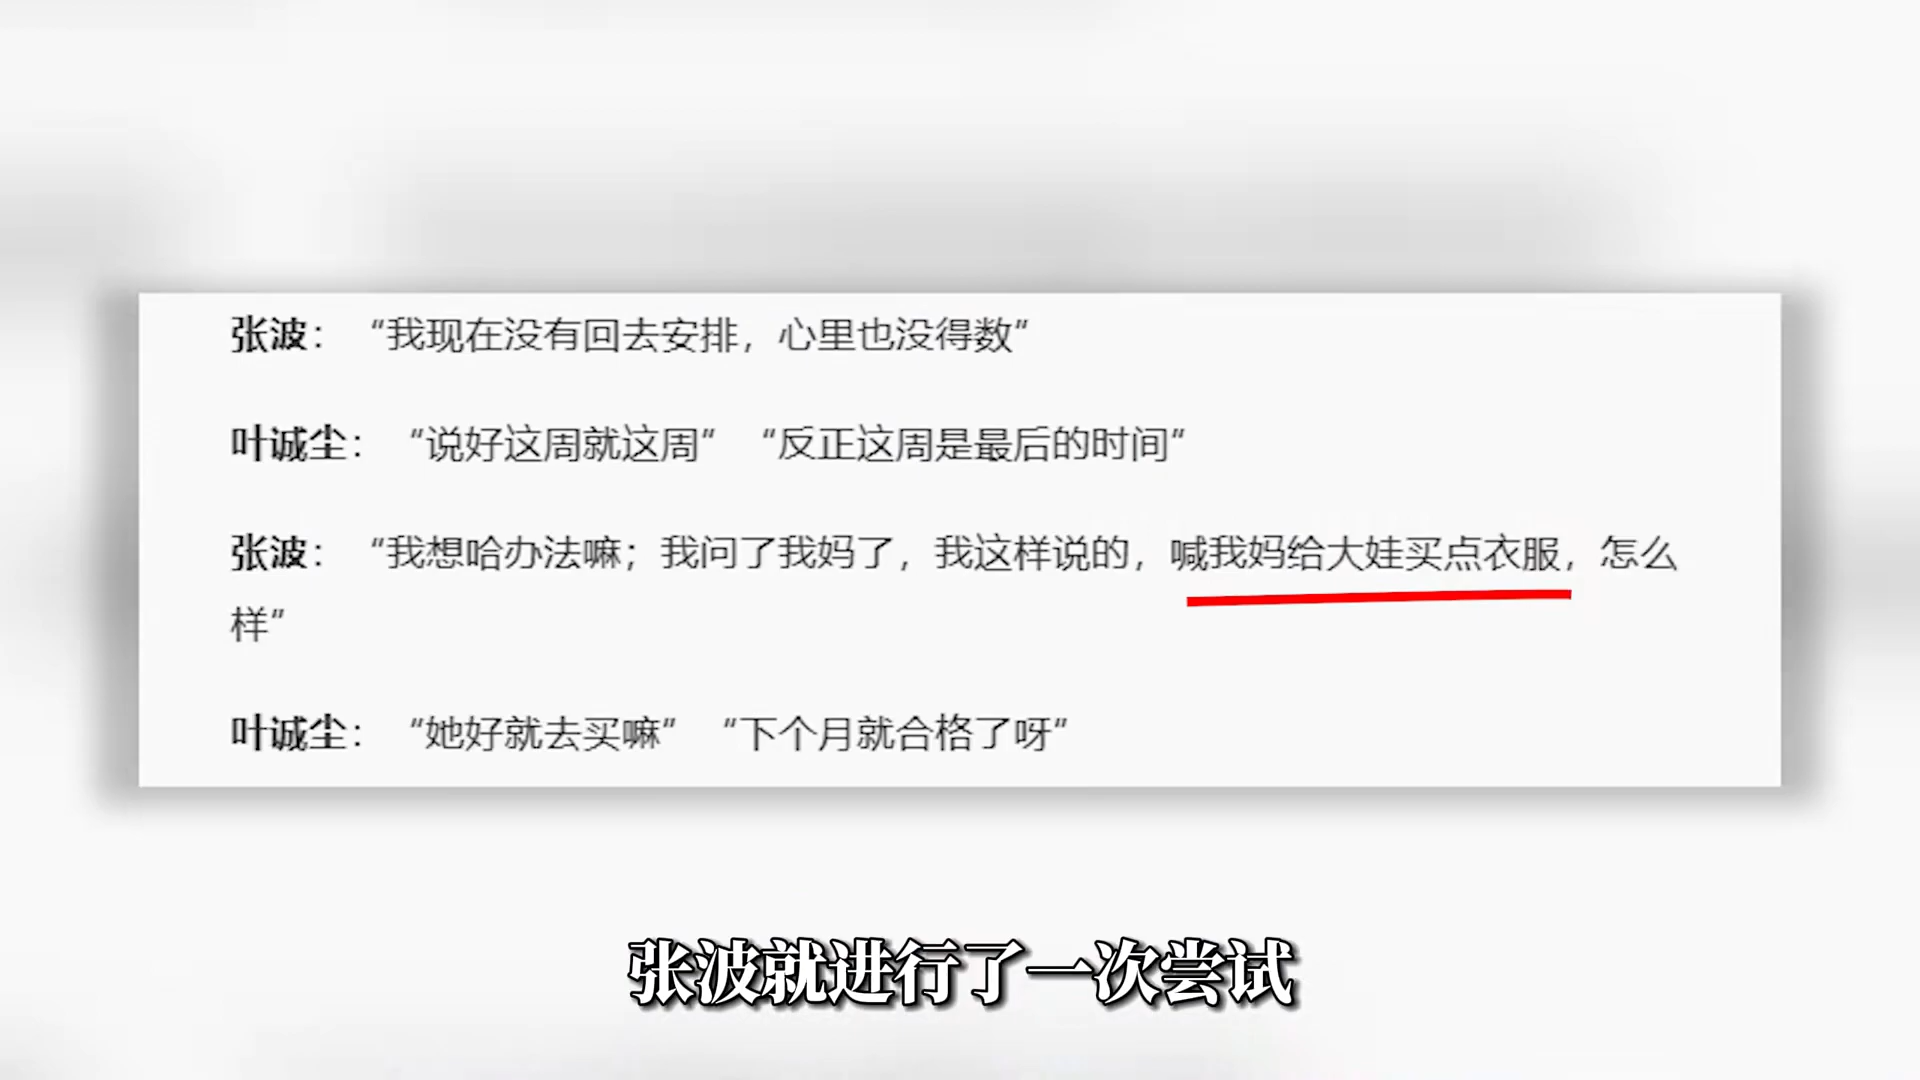 张波：“我现在没有回去安排，心里也没得数”
叶诚尘：“说好这周就这周”“反正这周是最后的时间”
张波：“我想哈办法嘛；我问了我妈了，我这样说的，喊我妈给大娃买点衣服，怎么
样”
叶诚尘：“她好就去买嘛”“下个月就合格了呀”
张波就进行了一次尝试